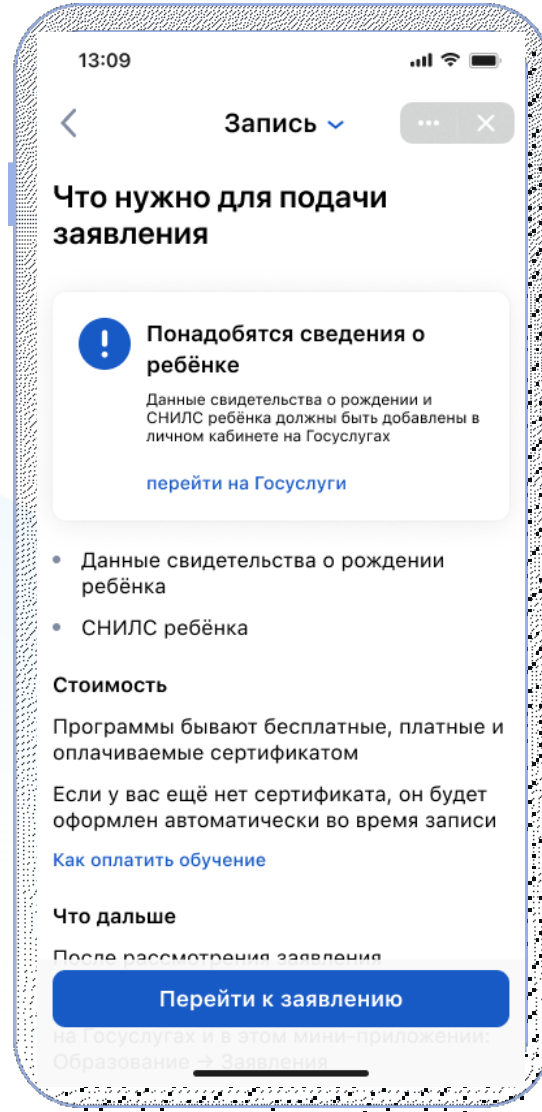 13:09
Запись
Что нужно для подачи
заявления
Понадобятся сведения о
ребёнке
Данные свидетельства о рождении и
СНИЛС ребёнка должны быть добавлены в
личном кабинете на Госуслугах
перейти на Госуслуги
• Данные свидетельства о рождении
ребёнка
• СНИЛС ребёнка
Стоимость
Программы бывают бесплатные, платные и
оплачиваемые сертификатом
Если у вас ещё нет сертификата, он будет
оформлен автоматически во время записи
Как оплатить обучение
Что дальше
После рассмотрения заявления
Перейти к заявлению
на Госуслугах и в этом мини-приложении:
Образование → Заявления